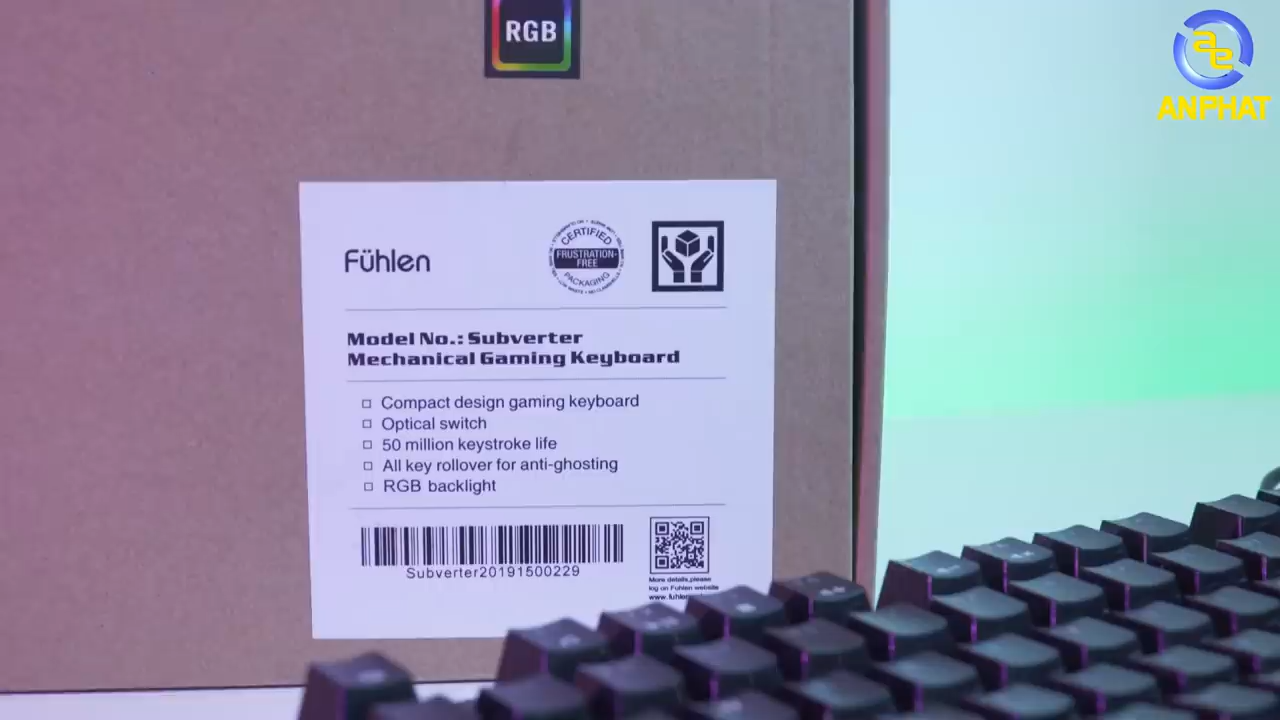 RGB
ae
ANPHAT
Fühlen
CERTIFIED
FRUSTRATION-
FREE
PACKAGING
Model No.: Subverter
Mechanical Gaming Keyboard
Compact design gaming keyboard
Optical switch
50 million keystroke life
All key rollover for anti-ghosting
RGB backlight
Subverter20191500229
More details,please
log on Fuhlen website